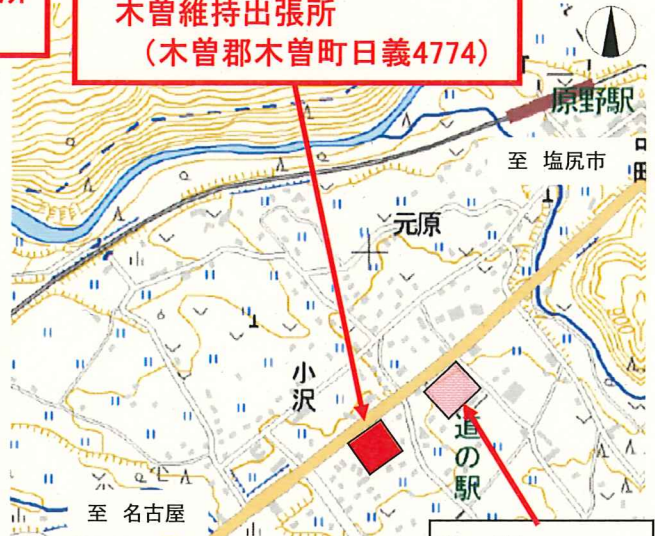 木曽維持出張所
（木曽郡木曽町日義4774）
原野駅
至 塩尻市
元原
小沢
道の駅
至 名古屋